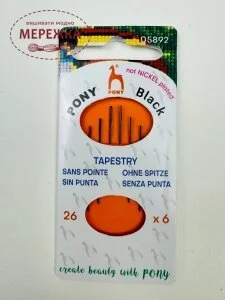 ВИШИВАТИ МОДНО
МЕРЕЖКА
05892
not NICKEL plated
PONY
PONY
Black
TAPESTRY
SANS POINTE OHNE SPITZE
SIN PUNTA SENZA PUNTA
26 x 6
create beauty with PONY